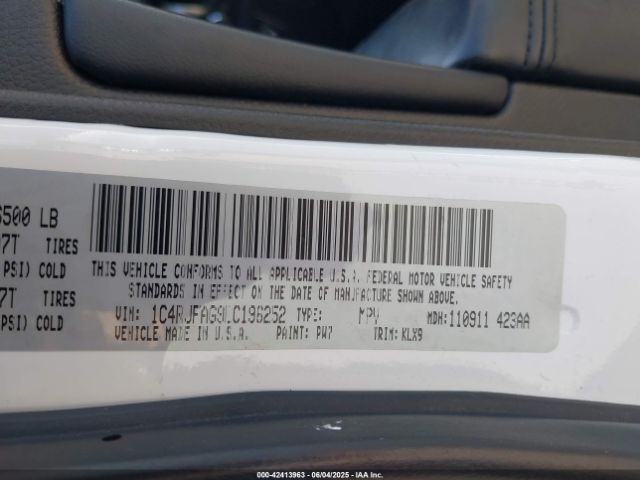 6500 LB
7T TIRES
PSI) COLD
7T TIRES
PSI) COLD
THIS VEHICLE CONFORMS TO ALL APPLICABLE U.S.A. FEDERAL MOTOR VEHICLE SAFETY
STANDARDS IN EFFECT ON THE DATE OF MANUFACTURE SHOWN ABOVE.
VIN: 1C4RJFAG9LC196252 TYPE: MPV MDH:110911 423AA
VEHICLE MADE IN U.S.A. PAINT: PW7 TRIM: KLX9
000-42413963 - 06/04/2025 - IAA Inc.